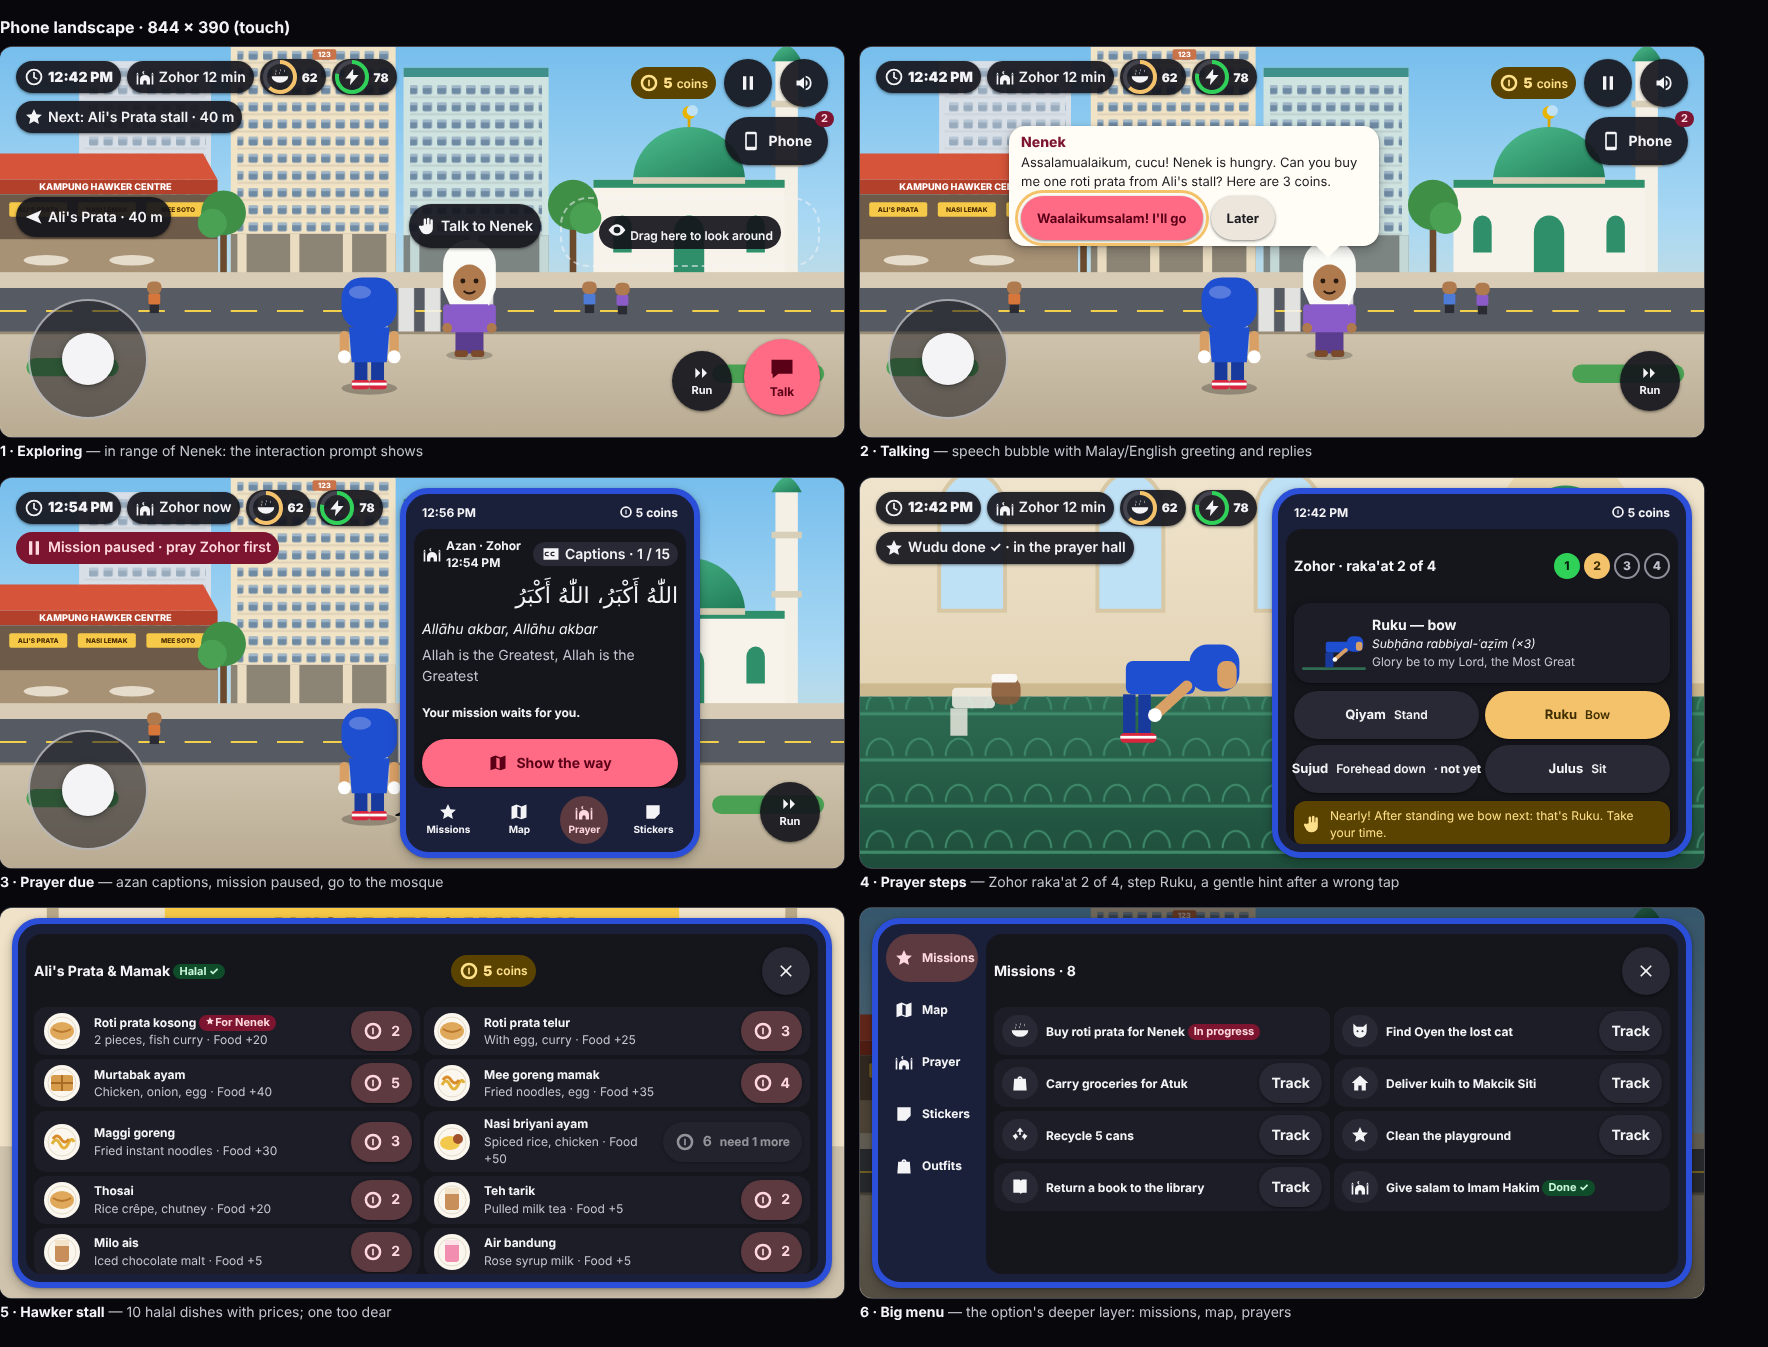 Phone landscape · 844 × 390 (touch)
123
12:42 PM
Zohor 12 min
62
78
5 coins
Next: Ali's Prata stall · 40 m
2
Phone
KAMPUNG HAWKER CENTRE
MEE SOTO
Ali's Prata · 40 m
Talk to Nenek
Drag here to look around
Run
Talk
1 · Exploring — in range of Nenek: the interaction prompt shows
123
12:42 PM
Zohor 12 min
62
78
5 coins
2
Phone
Nenek
Assalamualaikum, cucu! Nenek is hungry. Can you buy
me one roti prata from Ali's stall? Here are 3 coins.
KAMPUNG HAWK
ALI'S PRATA
NASI LEMAK
Waalaikumsalam! I'll go
Later
Run
2 · Talking — speech bubble with Malay/English greeting and replies
123
12:54 PM
Zohor now
62
78
Mission paused · pray Zohor first
KAMPUNG HAWKER CENTRE
ALI'S PRATA
NASI LEMAK
MEE SOTO
12:56 PM
5 coins
Azan · Zohor
12:54 PM
CC Captions · 1 / 15
اللّٰهُ أَكْبَرُ، اللّٰهُ أَكْبَرُ
Allāhu akbar, Allāhu akbar
Allah is the Greatest, Allah is the
Greatest
Your mission waits for you.
Show the way
Missions
Map
Prayer
Stickers
Run
3 · Prayer due — azan captions, mission paused, go to the mosque
12:42 PM
Zohor 12 min
62
78
Wudu done ✓ · in the prayer hall
12:42 PM
5 coins
Zohor · raka'at 2 of 4
1
2
3
4
Ruku — bow
Subḥāna rabbiyal-ʿaẓīm (×3)
Glory be to my Lord, the Most Great
Qiyam Stand
Ruku Bow
Sujud Forehead down · not yet
Julus Sit
Nearly! After standing we bow next: that's Ruku. Take
your time.
4 · Prayer steps — Zohor raka'at 2 of 4, step Ruku, a gentle hint after a wrong tap
Ali's Prata & Mamak Halal ✓
5 coins
Roti prata kosong ★For Nenek
2 pieces, fish curry · Food +20
2
Roti prata telur
With egg, curry · Food +25
3
Murtabak ayam
Chicken, onion, egg · Food +40
5
Mee goreng mamak
Fried noodles, egg · Food +35
4
Maggi goreng
Fried instant noodles · Food +30
3
Nasi briyani ayam
Spiced rice, chicken · Food
+50
6 need 1 more
Thosai
Rice crêpe, chutney · Food +20
2
Teh tarik
Pulled milk tea · Food +5
2
Milo ais
Iced chocolate malt · Food +5
2
Air bandung
Rose syrup milk · Food +5
2
5 · Hawker stall — 10 halal dishes with prices; one too dear
123
Missions
Map
Prayer
Stickers
Outfits
Missions · 8
Buy roti prata for Nenek In progress
Find Oyen the lost cat
Track
Carry groceries for Atuk
Track
Deliver kuih to Makcik Siti
Track
Recycle 5 cans
Track
Clean the playground
Track
Return a book to the library
Track
Give salam to Imam Hakim Done ✓
6 · Big menu — the option's deeper layer: missions, map, prayers